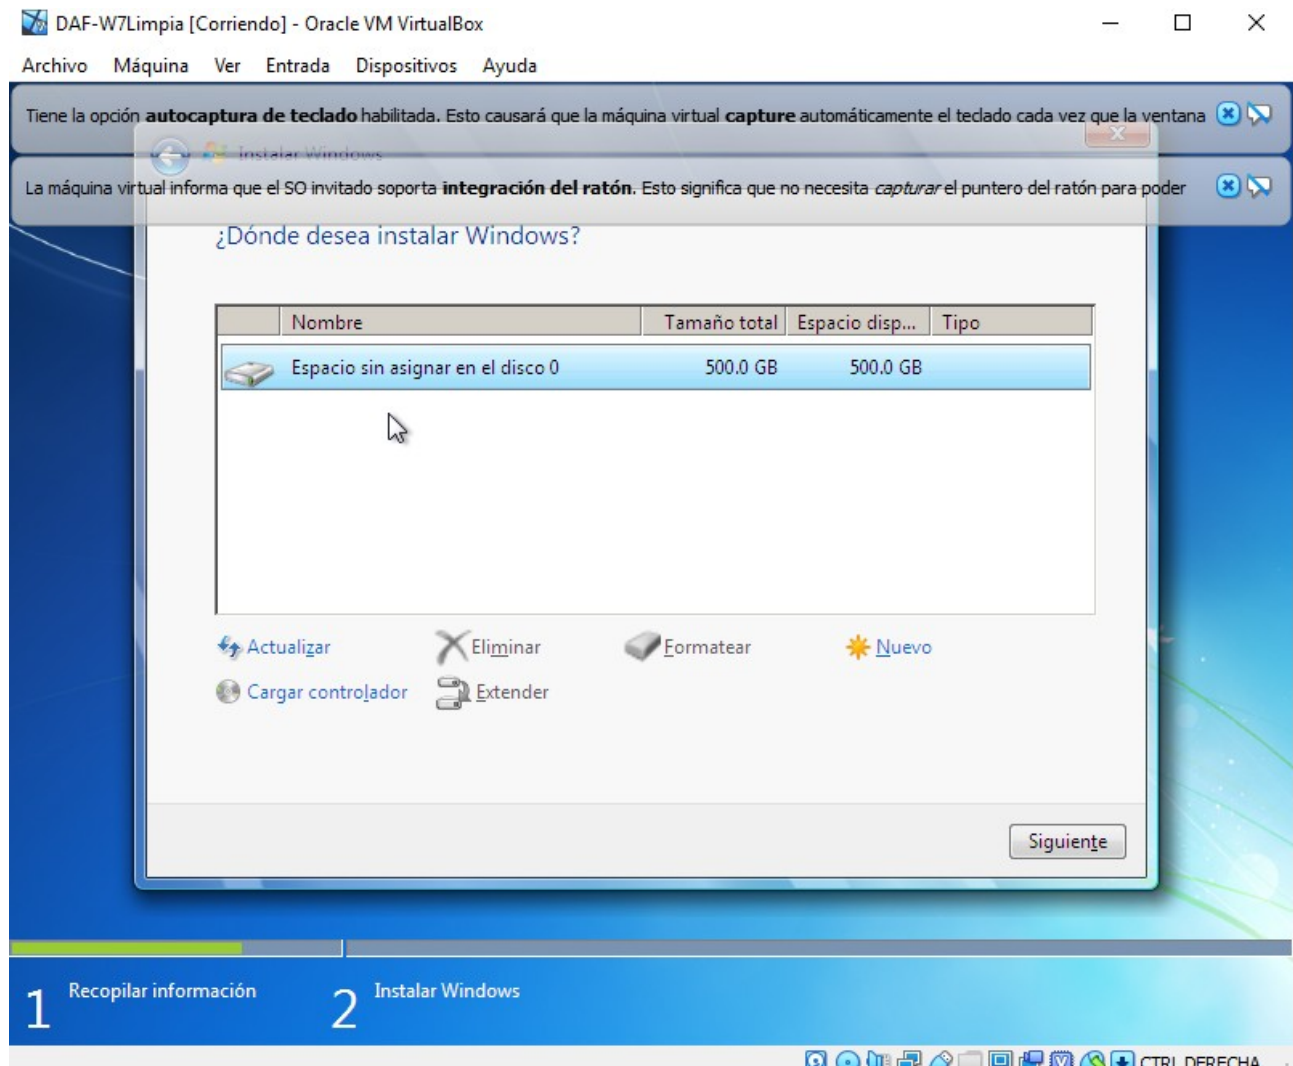 DAF-W7Limpia [Corriendo] - Oracle VM VirtualBox
Archivo Máquina Ver Entrada Dispositivos Ayuda
Tiene la opción autocaptura de teclado habilitada. Esto causará que la máquina virtual capture automáticamente el teclado cada vez que la ventana
Instalar Windows
La máquina virtual informa que el SO invitado soporta integración del ratón. Esto significa que no necesita capturar el puntero del ratón para poder
¿Dónde desea instalar Windows?
Nombre Tamaño total Espacio disp... Tipo
Espacio sin asignar en el disco 0 500.0 GB 500.0 GB
Actualizar Eliminar Formatear Nuevo
Cargar controlador Extender
Siguiente
1 Recopilar información 2 Instalar Windows
CTRL DERECHA